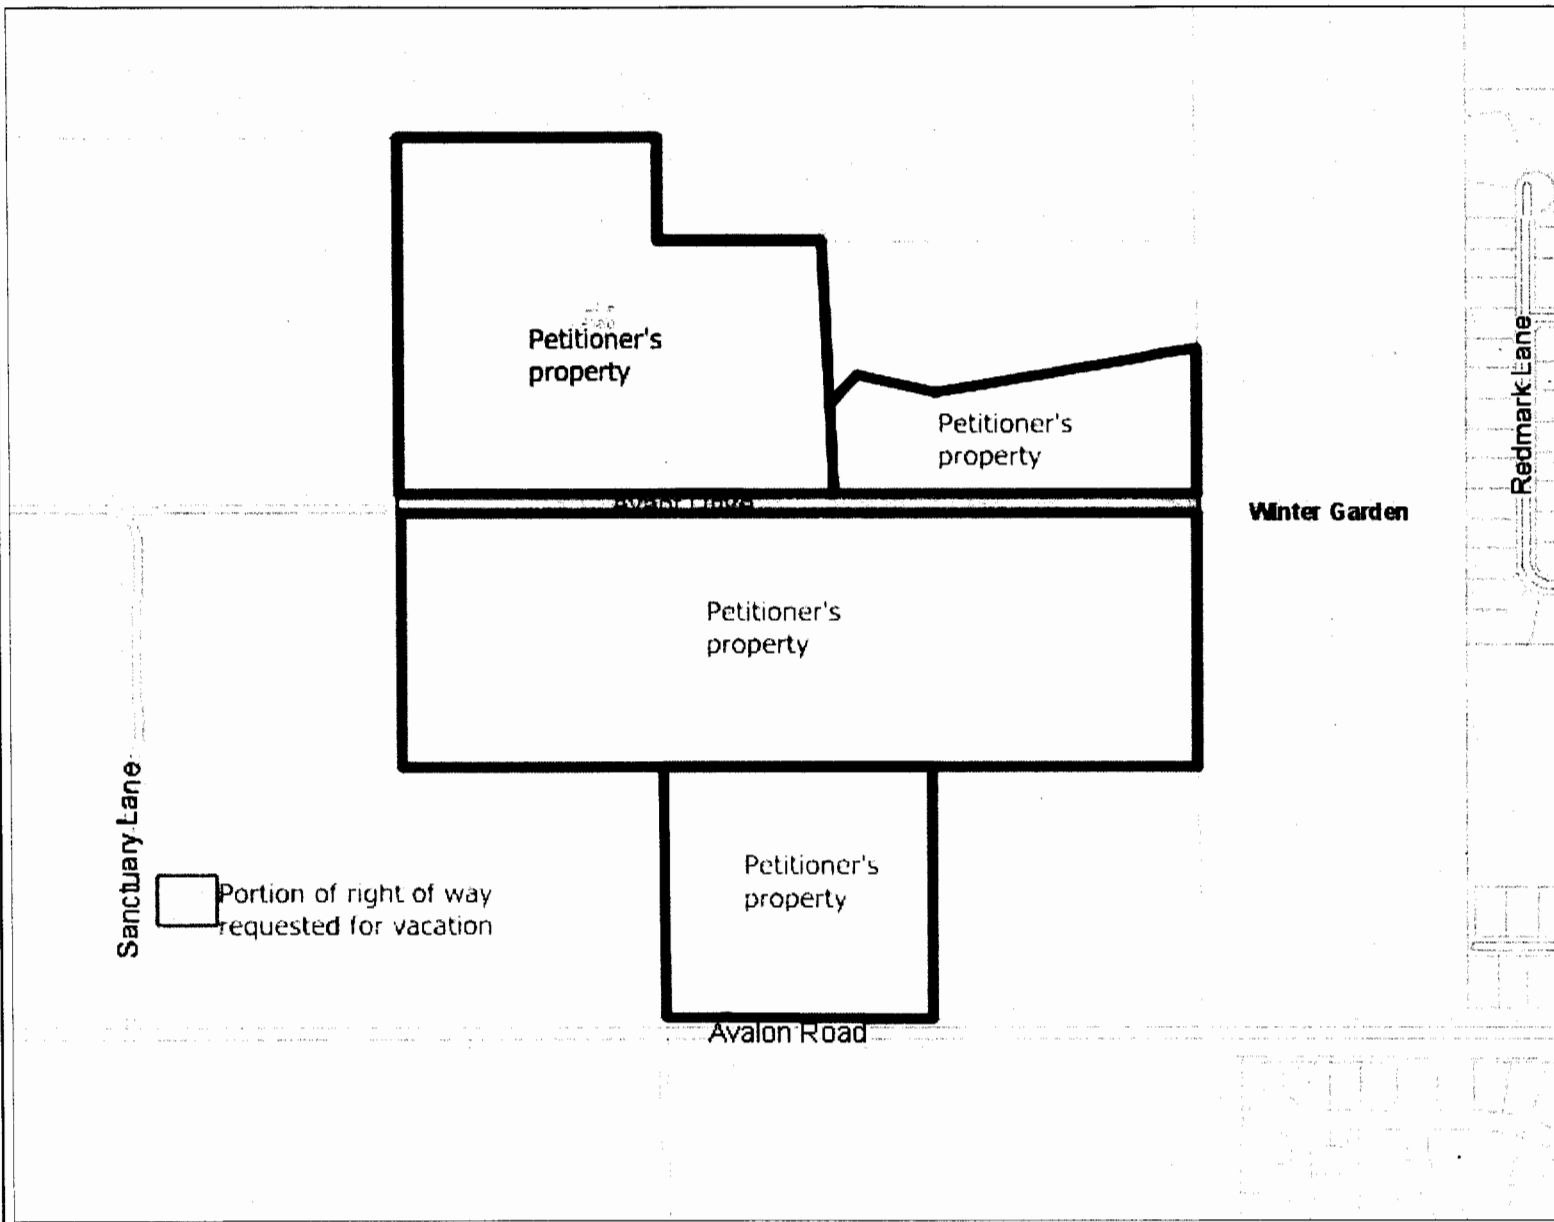 Petitioner's
property
Petitioner's
property
Redmark Lane
Winter Garden
Petitioner's
property
Sanctuary Lane
Portion of right of way
requested for vacation
Petitioner's
property
Avalon Road